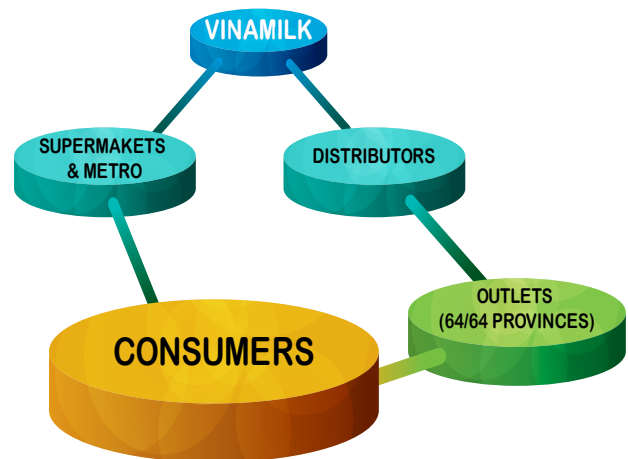 VINAMILK
SUPERMAKETS
& METRO
DISTRIBUTORS
OUTLETS
(64/64 PROVINCES)
CONSUMERS